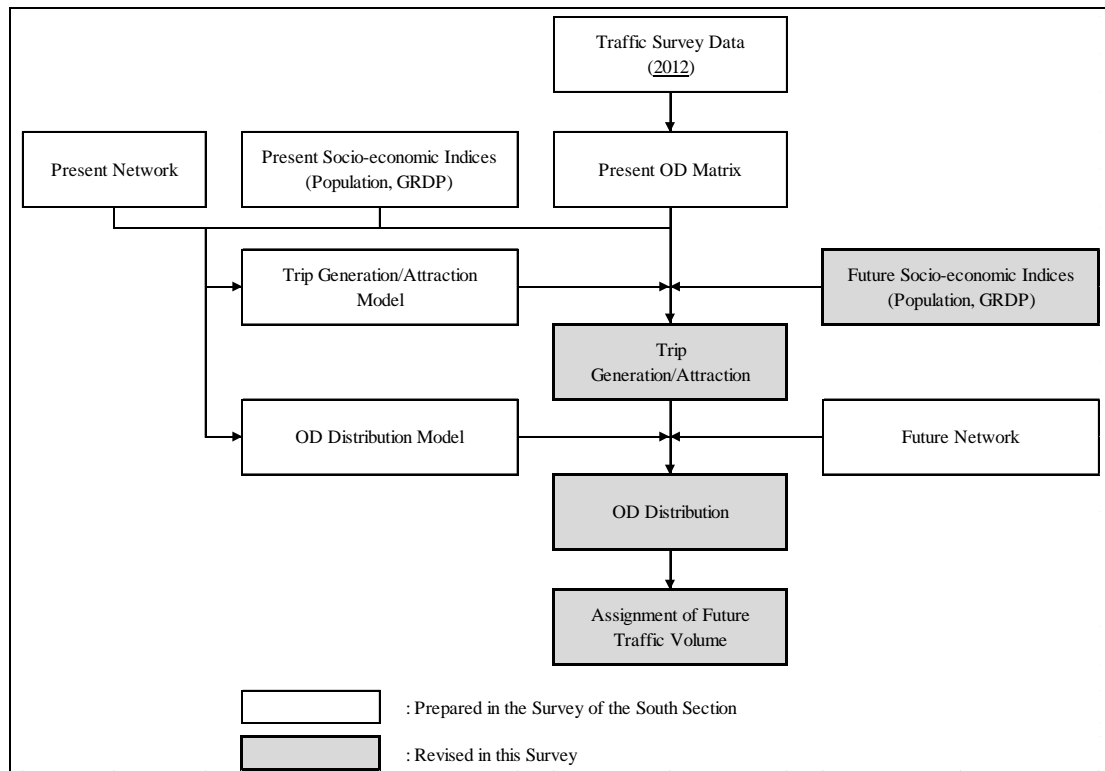 Traffic Survey Data
(2012)
Present Network
Present Socio-economic Indices
(Population, GRDP)
Present OD Matrix
Trip Generation/Attraction
Model
Future Socio-economic Indices
(Population, GRDP)
Trip
Generation/Attraction
OD Distribution Model
Future Network
OD Distribution
Assignment of Future
Traffic Volume
: Prepared in the Survey of the South Section
: Revised in this Survey